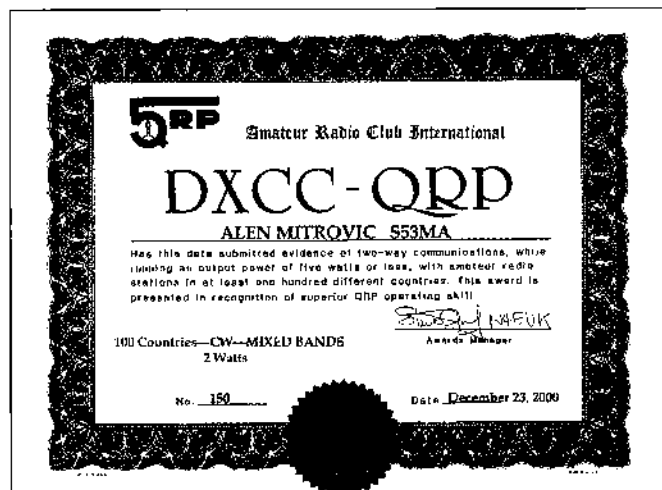 QRP
Amateur Radio Club International
DXCC-QRP
ALEN MITROVIC S53MA
Has this date submitted evidence of two-way communications, while
running an output power of five watts or less, with amateur radio
stations in at least one hundred different countries. This award is
presented in recognition of superior QRP operating skill
N4EUK
Awards Manager
100 Countries—CW—MIXED BANDS
2 Watts
No. 150
Date December 23, 2000